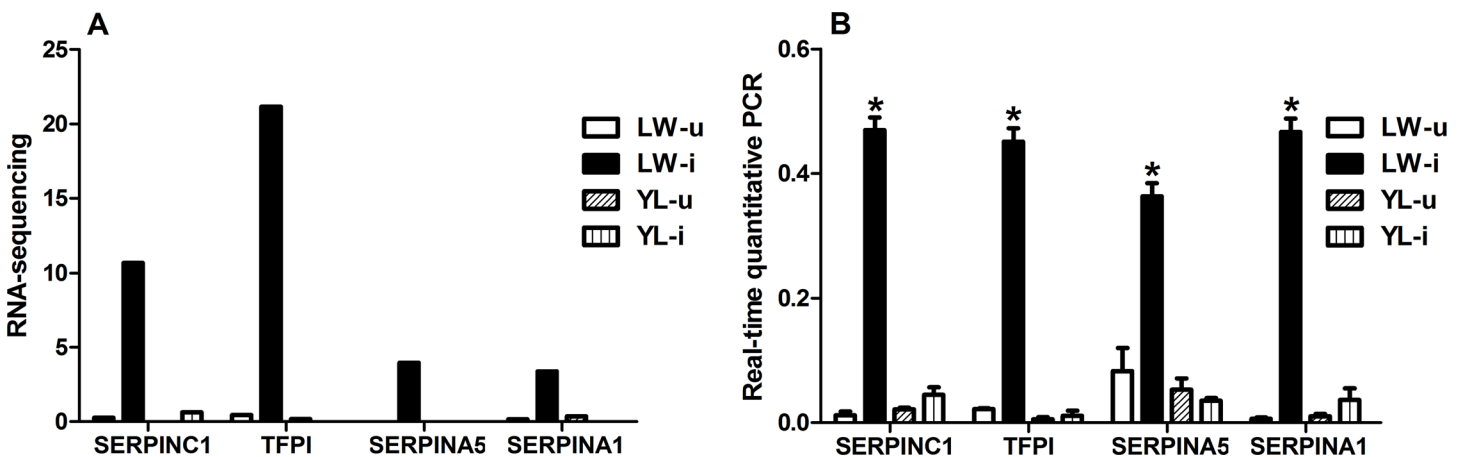 A
RNA-sequencing
25
20
15
10
5
0
SERPINC1 TFPI SERPINA5 SERPINA1
LW-u
LW-i
YL-u
YL-i
B
Real-time quantitative PCR
0.6
0.4
0.2
0.0
* * * *
SERPINC1 TFPI SERPINA5 SERPINA1
LW-u
LW-i
YL-u
YL-i